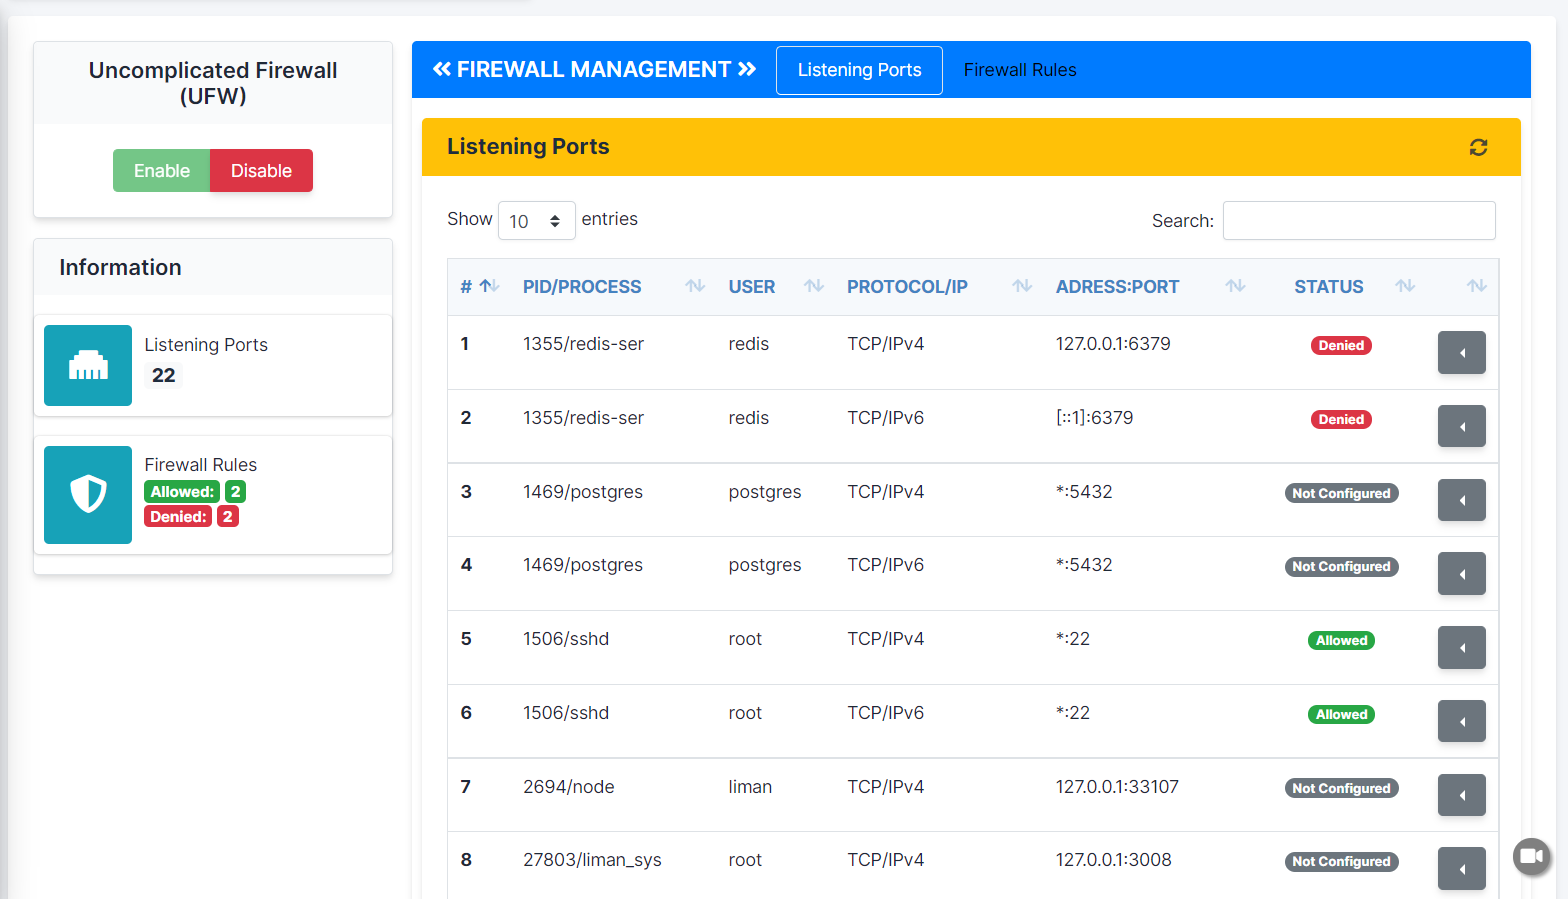 Uncomplicated Firewall
(UFW)
Enable Disable
Information
Listening Ports
22
Firewall Rules
Allowed: 2
Denied: 2
FIREWALL MANAGEMENT Listening Ports Firewall Rules
Listening Ports
Show 10 entries Search:
# PID/PROCESS USER PROTOCOL/IP ADRESS:PORT STATUS
1 1355/redis-ser redis TCP/IPv4 127.0.0.1:6379 Denied
2 1355/redis-ser redis TCP/IPv6 [::1]:6379 Denied
3 1469/postgres postgres TCP/IPv4 *:5432 Not Configured
4 1469/postgres postgres TCP/IPv6 *:5432 Not Configured
5 1506/sshd root TCP/IPv4 *:22 Allowed
6 1506/sshd root TCP/IPv6 *:22 Allowed
7 2694/node liman TCP/IPv4 127.0.0.1:33107 Not Configured
8 27803/liman_sys root TCP/IPv4 127.0.0.1:3008 Not Configured